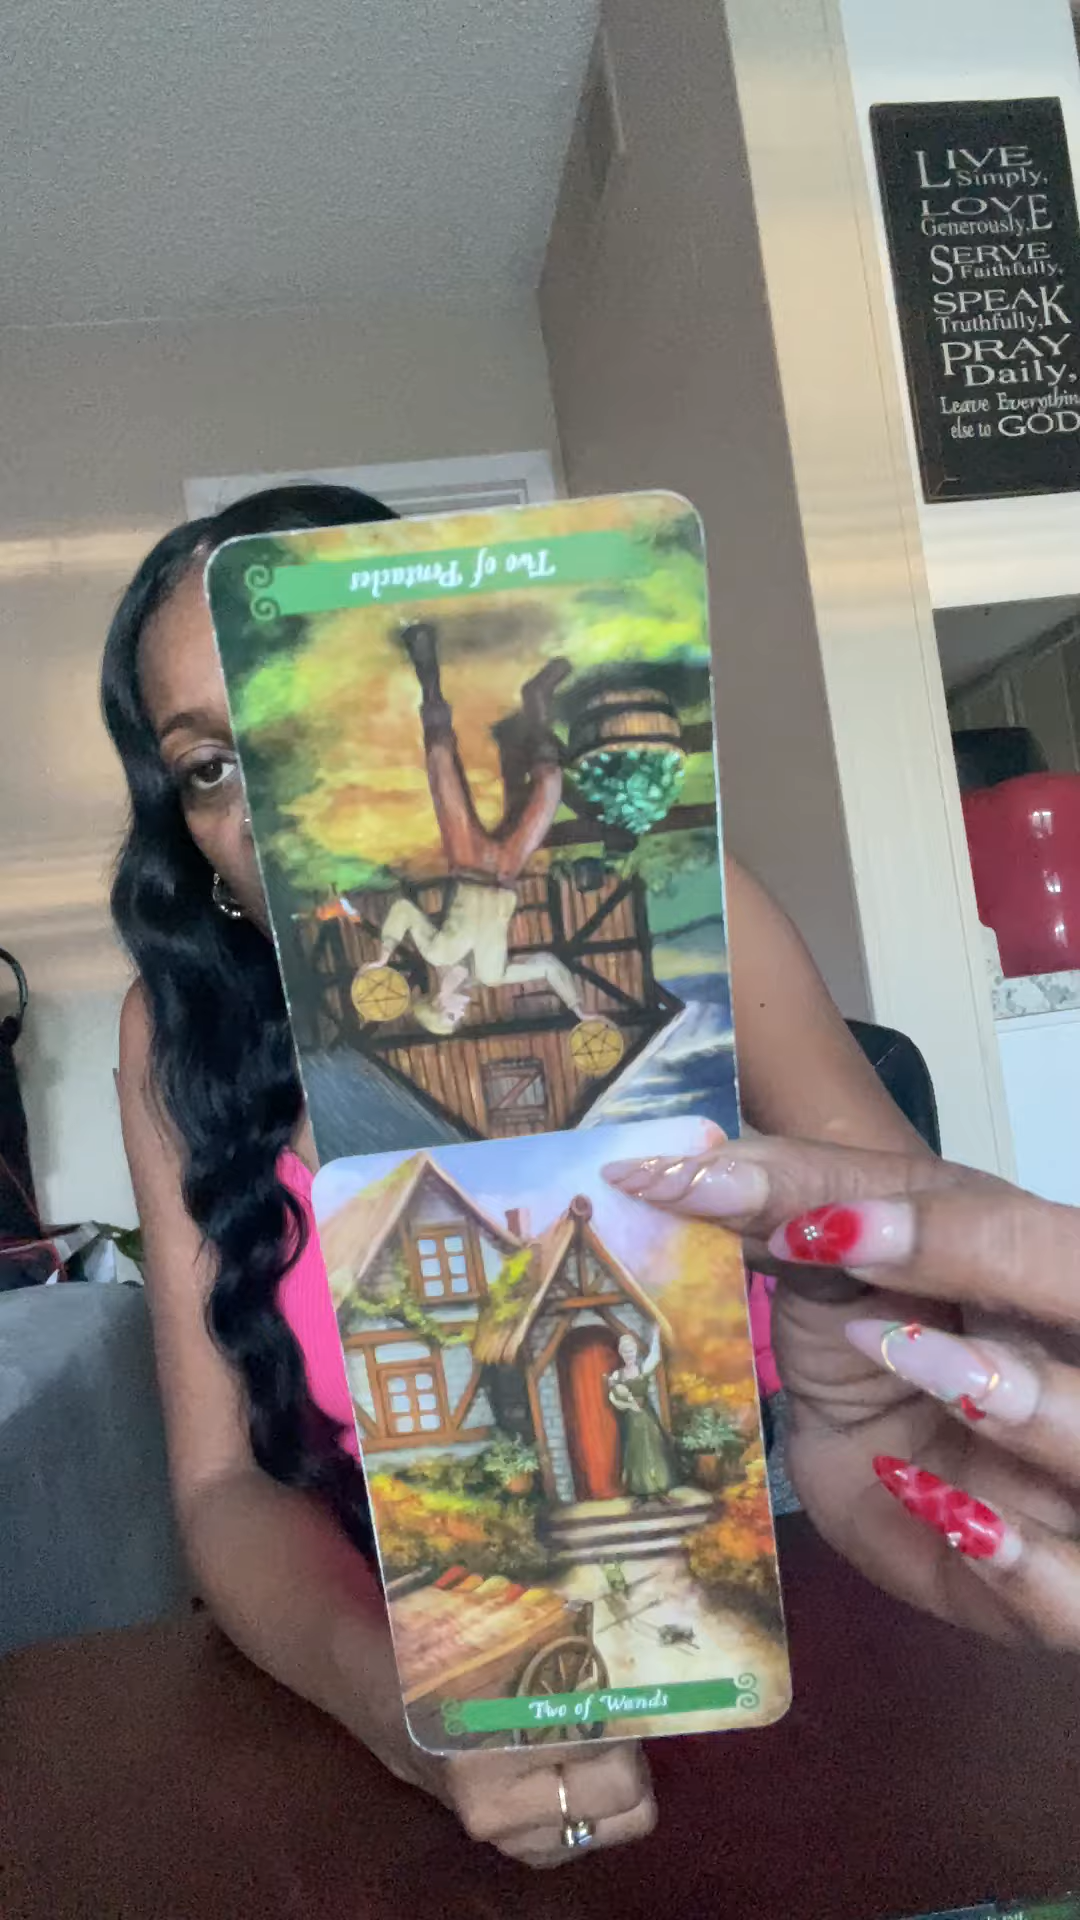 LIVE
Simply,
LOVE
Generously,
SERVE
Faithfully,
SPEAK
Truthfully,
PRAY
Daily,
Leave Everythin
else to GOD
Two of Pentacles
Two of Wands